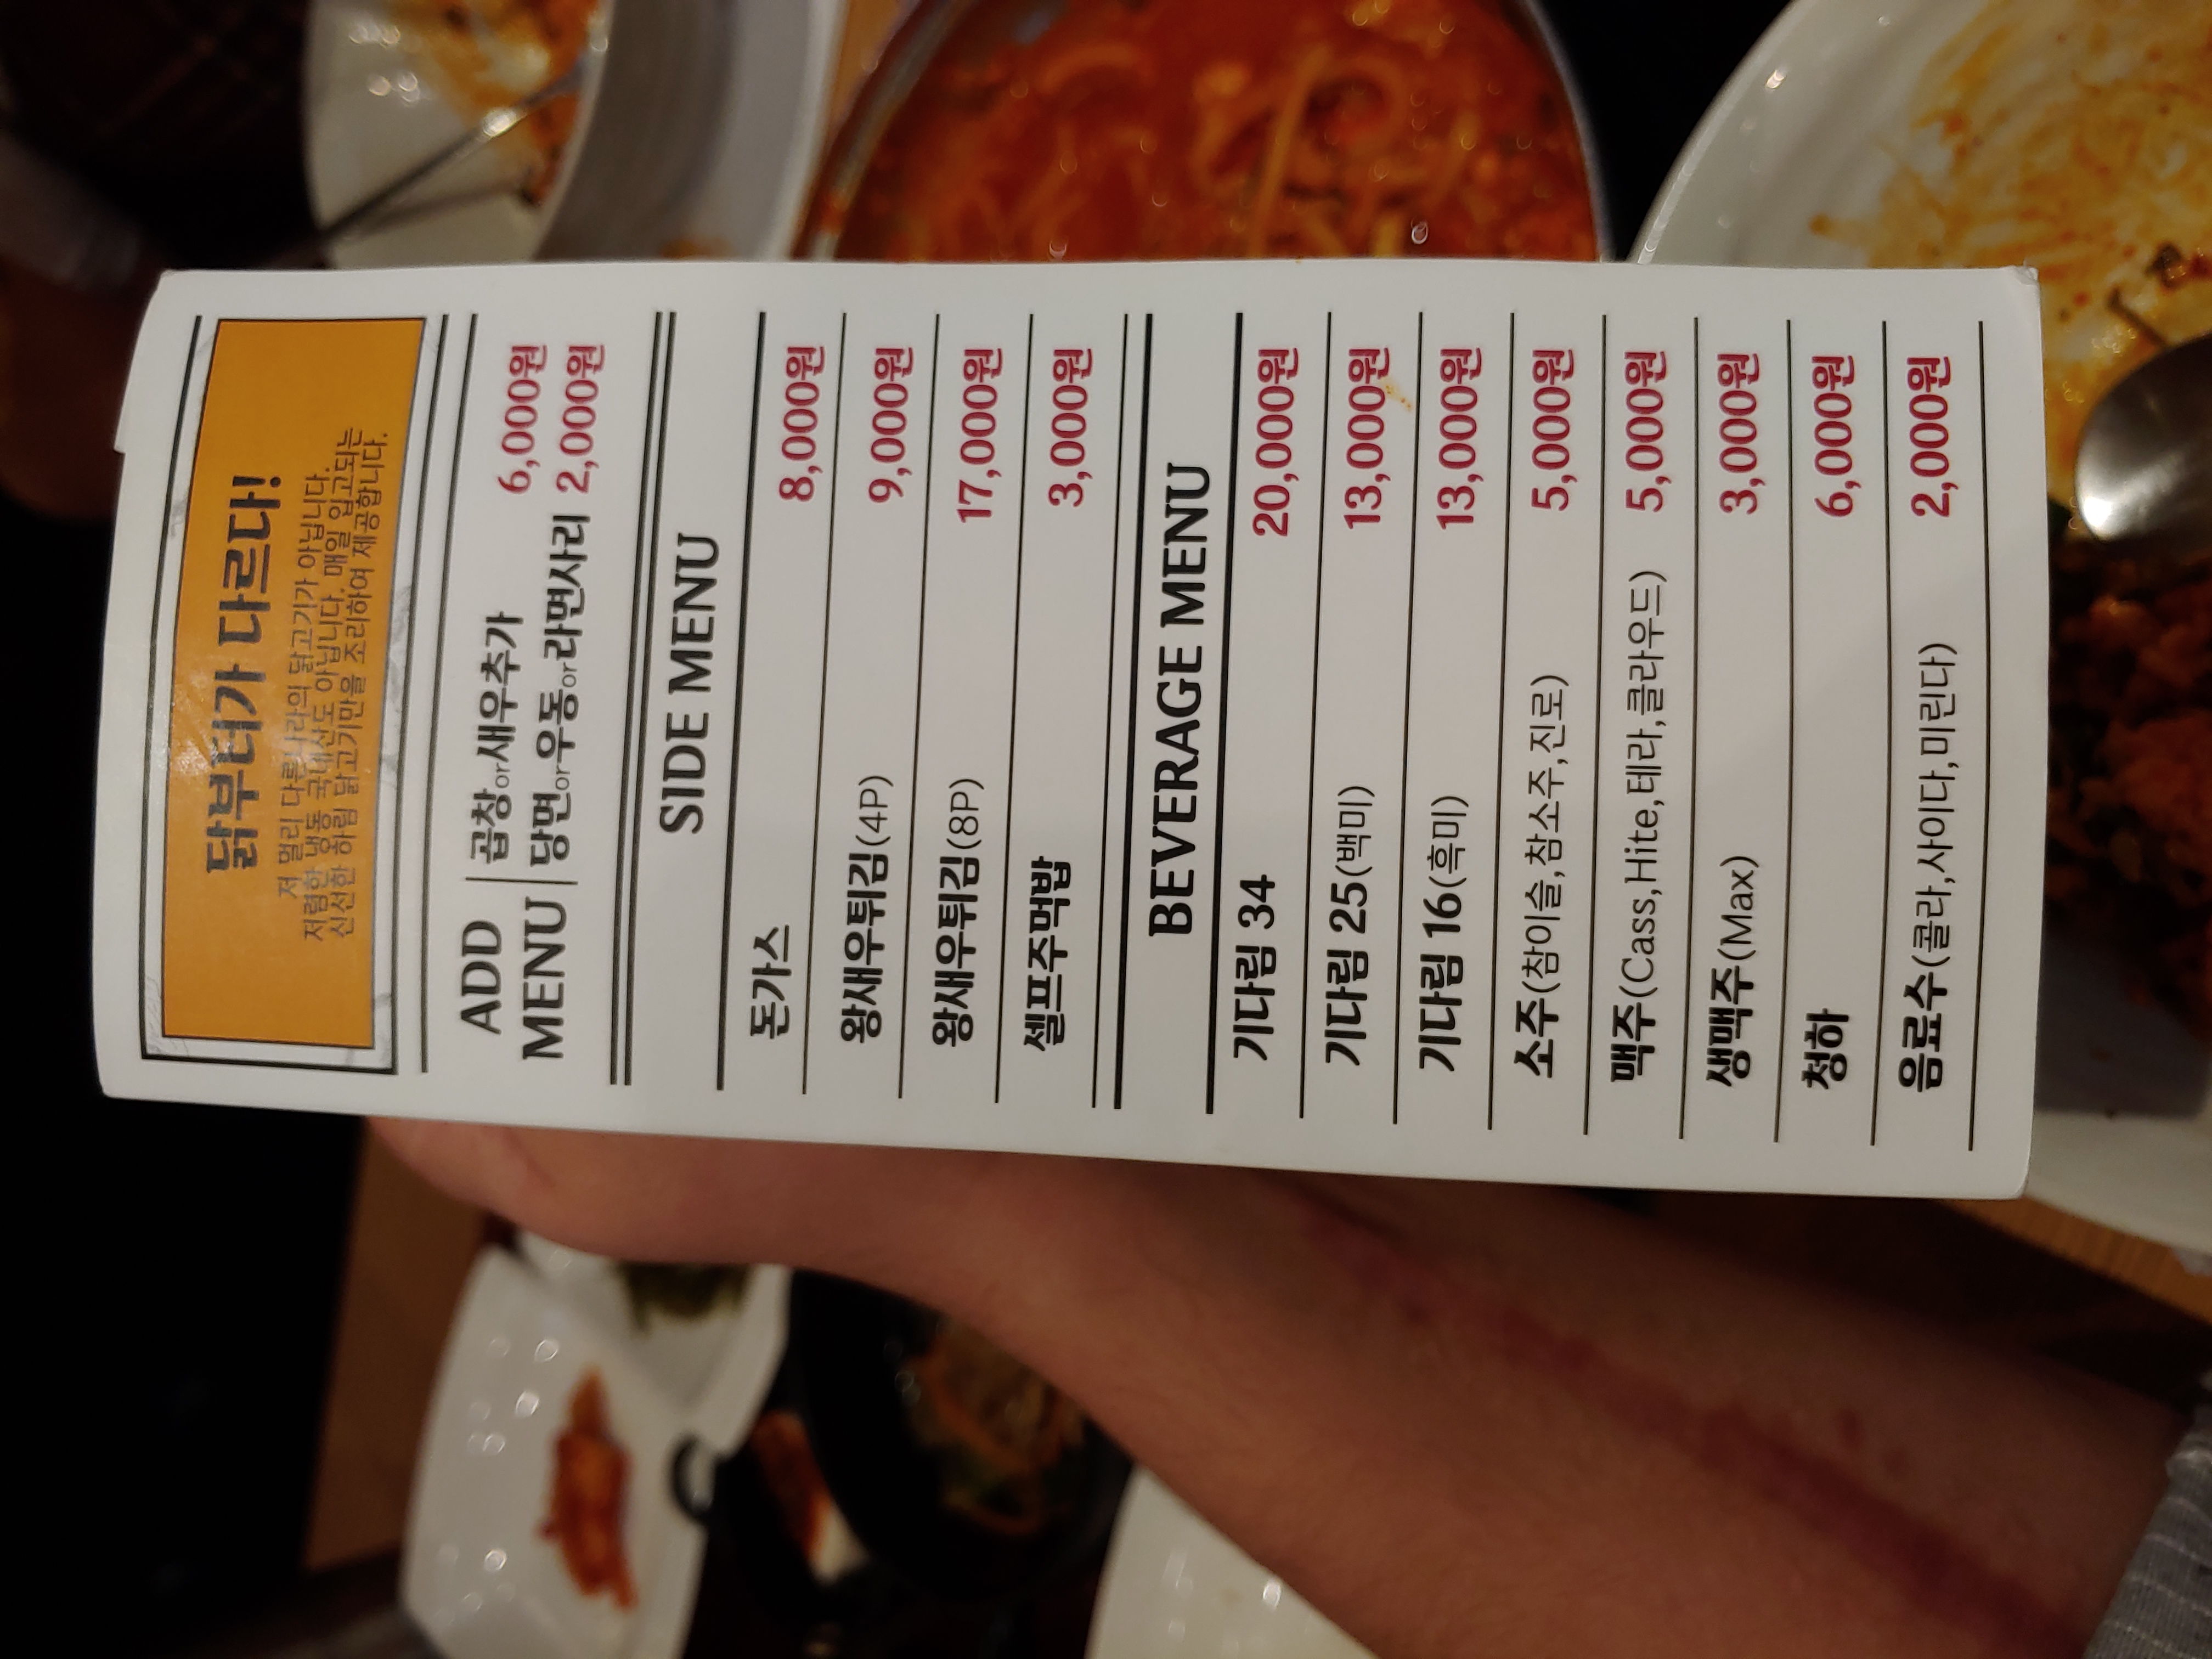 닭부터가 다르다!
저 멀리 다른나라의 닭고기가 아닙니다.
저렴한 냉동 국내산도 아닙니다. 매일 입고되는
신선한 하림 닭고기만을 조리하여 제공합니다.
ADD MENU
곱창or새우추가 6,000원
당면or우동or라면사리 2,000원
SIDE MENU
돈가스 8,000원
왕새우튀김(4P) 9,000원
왕새우튀김(8P) 17,000원
셀프주먹밥 3,000원
BEVERAGE MENU
기다림 34 20,000원
기다림 25(백미) 13,000원
기다림 16(흑미) 13,000원
소주(참이슬,참소주,진로) 5,000원
맥주(Cass,Hite,테라,클라우드) 5,000원
생맥주(Max) 3,000원
청하 6,000원
음료수(콜라,사이다,미린다) 2,000원